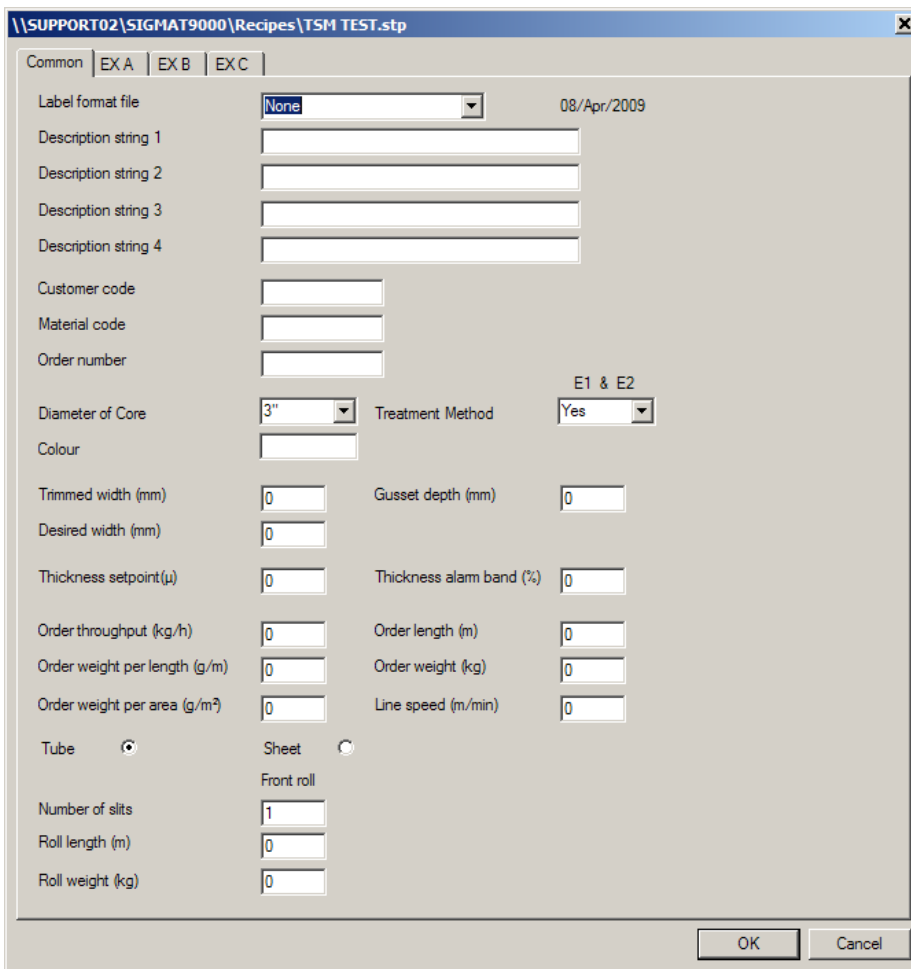 \\SUPPORT02\SIGMAT9000\Recipes\TSM TEST.stp
Common EX A EX B EX C
Label format file None 08/Apr/2009
Description string 1
Description string 2
Description string 3
Description string 4
Customer code
Material code
Order number
E1 & E2
Diameter of Core 3" Treatment Method Yes
Colour
Trimmed width (mm) 0 Gusset depth (mm) 0
Desired width (mm) 0
Thickness setpoint(µ) 0 Thickness alarm band (%) 0
Order throughput (kg/h) 0 Order length (m) 0
Order weight per length (g/m) 0 Order weight (kg) 0
Order weight per area (g/m²) 0 Line speed (m/min) 0
Tube Sheet
Front roll
Number of slits 1
Roll length (m) 0
Roll weight (kg) 0
OK Cancel